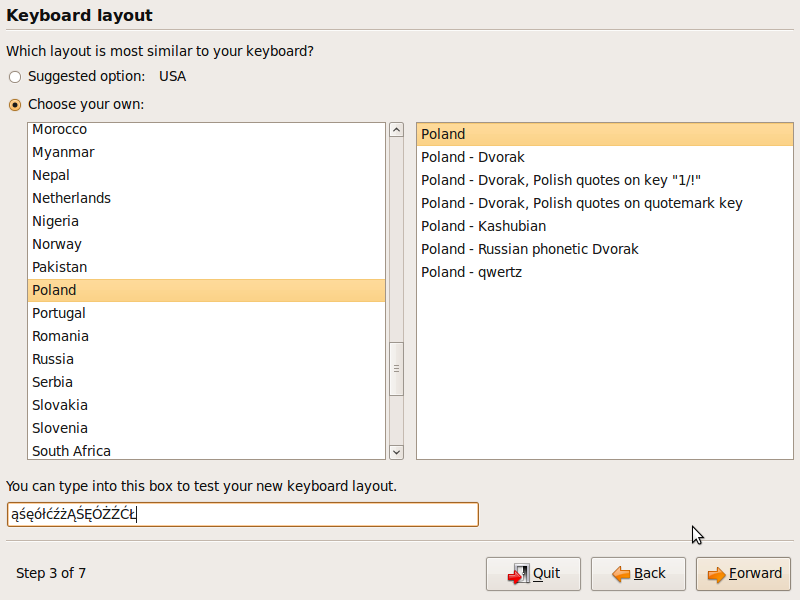 Keyboard layout
Which layout is most similar to your keyboard?
Suggested option: USA
Choose your own:
Morocco
Myanmar
Nepal
Netherlands
Nigeria
Norway
Pakistan
Poland
Portugal
Romania
Russia
Serbia
Slovakia
Slovenia
South Africa
Poland
Poland - Dvorak
Poland - Dvorak, Polish quotes on key "1/!"
Poland - Dvorak, Polish quotes on quotemark key
Poland - Kashubian
Poland - Russian phonetic Dvorak
Poland - qwertz
You can type into this box to test your new keyboard layout.
ąśęółćźżĄŚĘÓŻŹĆŁ
Step 3 of 7
Quit
Back
Forward